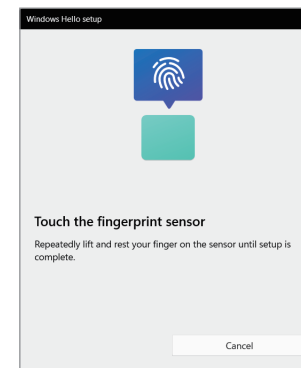 Windows Hello setup
Touch the fingerprint sensor
Repeatedly lift and rest your finger on the sensor until setup is
complete.
Cancel